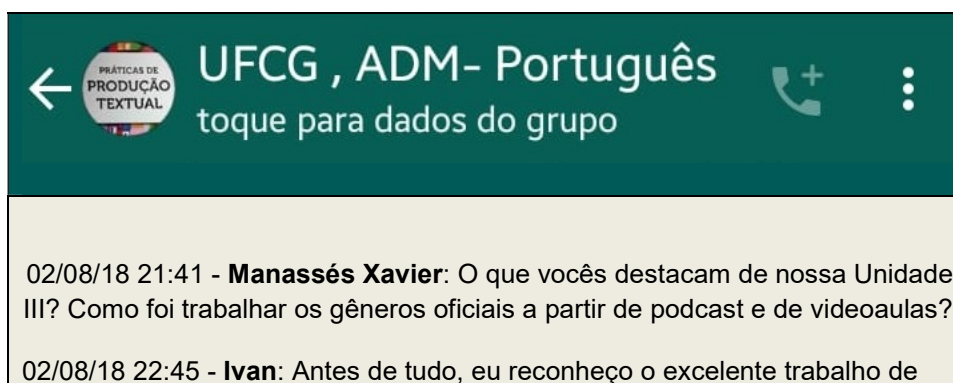 UFCG , ADM- Português
PRÁTICAS DE
PRODUÇÃO
TEXTUAL
toque para dados do grupo
02/08/18 21:41 - Manassés Xavier: O que vocês destacam de nossa Unidade
III? Como foi trabalhar os gêneros oficiais a partir de podcast e de videoaulas?
02/08/18 22:45 - Ivan: Antes de tudo, eu reconheço o excelente trabalho de